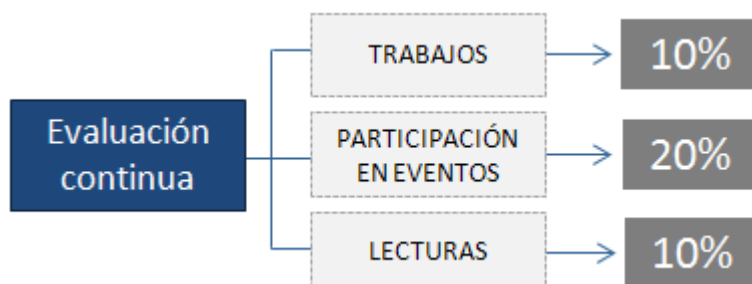 Evaluación
continua
TRABAJOS
10%
PARTICIPACIÓN
EN EVENTOS
20%
LECTURAS
10%